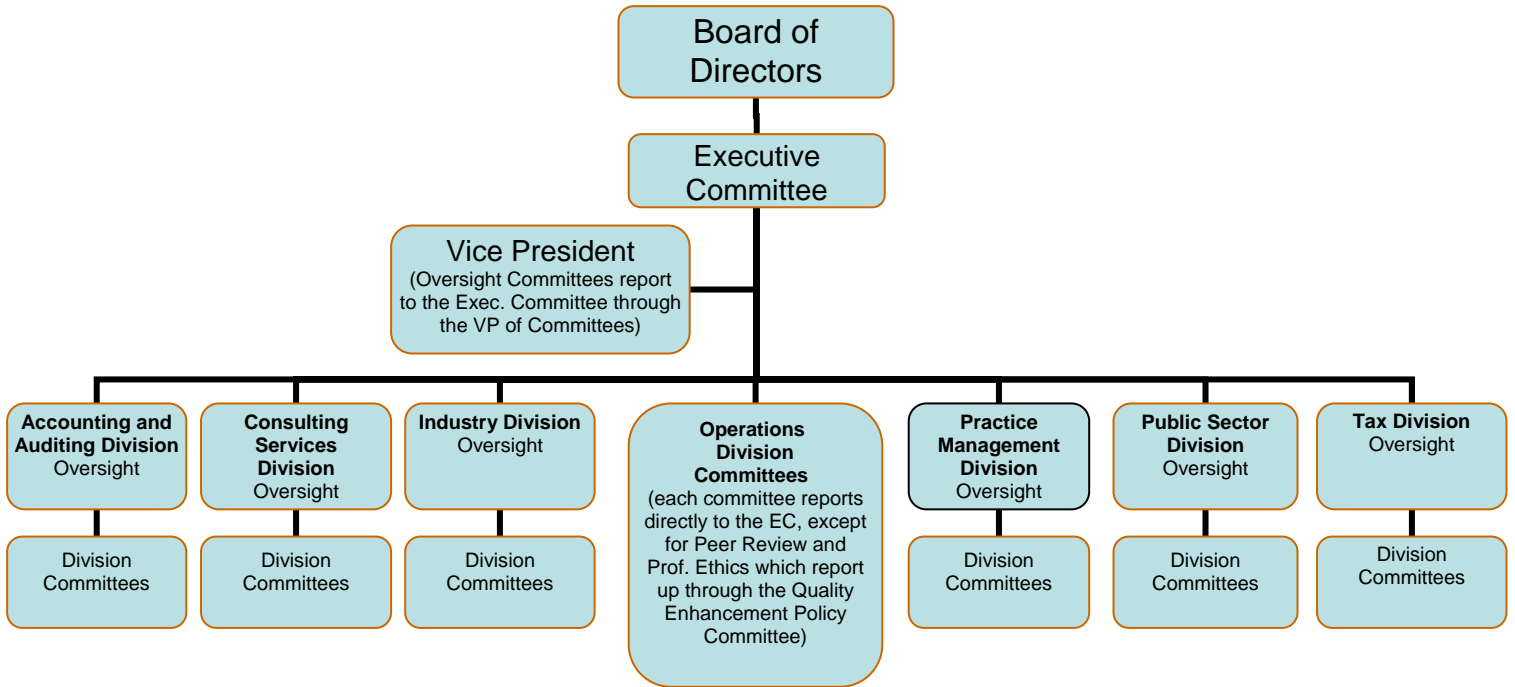 Board of
Directors
Executive
Committee
Vice President
(Oversight Committees report
to the Exec. Committee through
the VP of Committees)
Accounting and
Auditing Division
Oversight
Consulting
Services
Division
Oversight
Industry Division
Oversight
Operations
Division
Committees
(each committee reports
directly to the EC, except
for Peer Review and
Prof. Ethics which report
up through the Quality
Enhancement Policy
Committee)
Practice
Management
Division
Oversight
Public Sector
Division
Oversight
Tax Division
Oversight
Division
Committees
Division
Committees
Division
Committees
Division
Committees
Division
Committees
Division
Committees